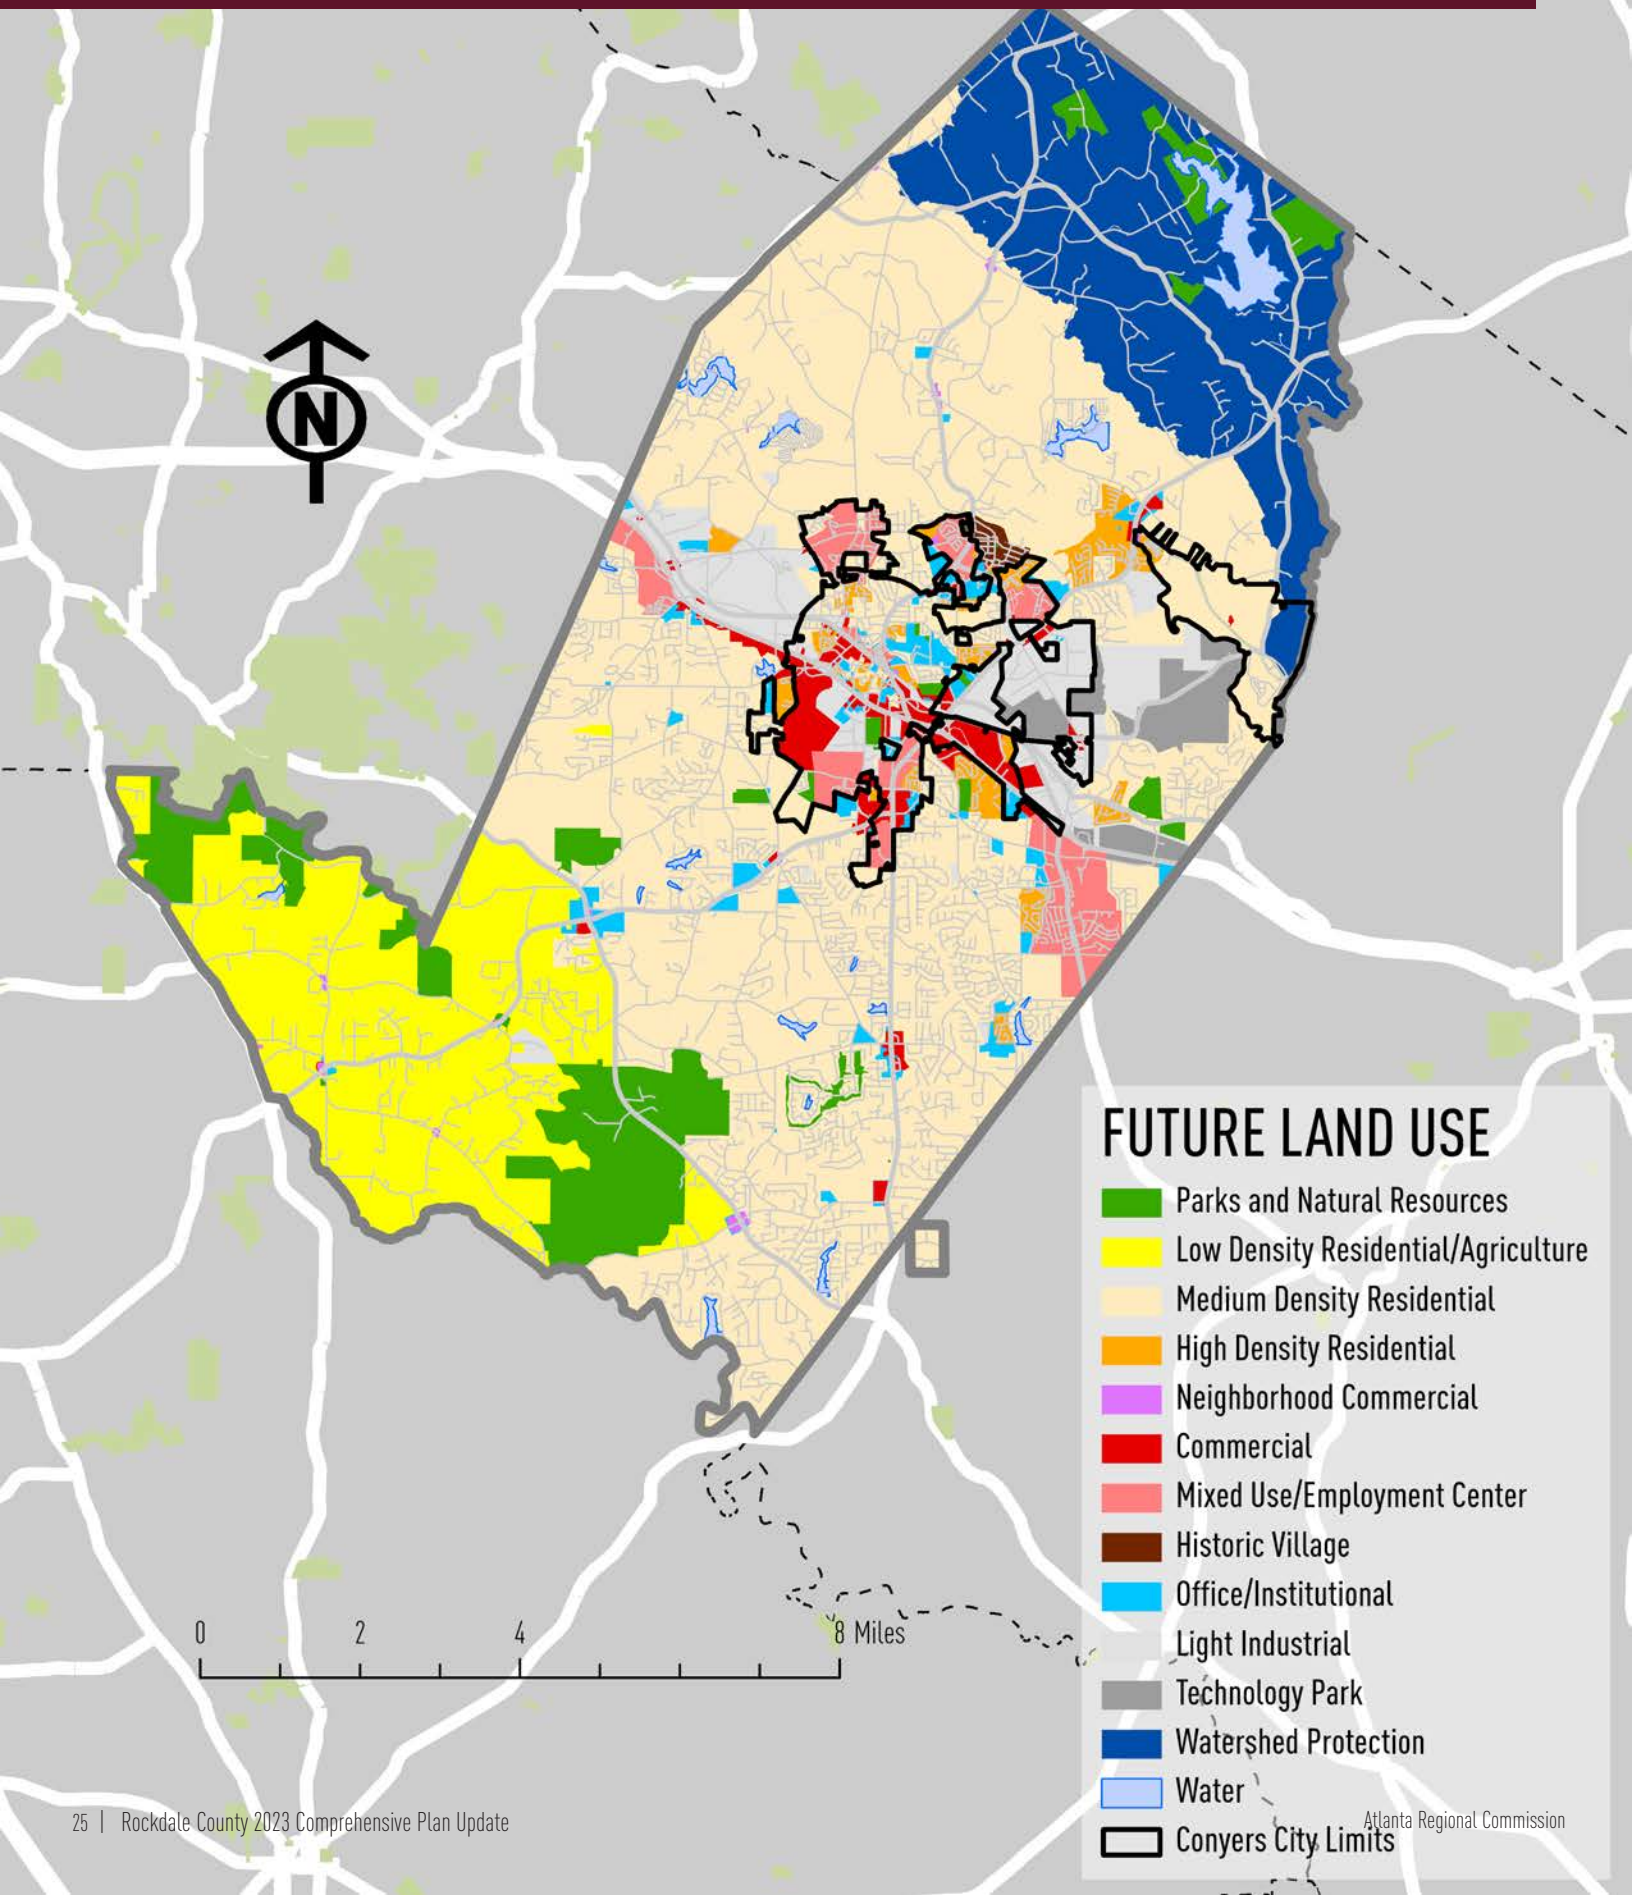 N
FUTURE LAND USE
Parks and Natural Resources
Low Density Residential/Agriculture
Medium Density Residential
High Density Residential
Neighborhood Commercial
Commercial
Mixed Use/Employment Center
Historic Village
Office/Institutional
Light Industrial
Technology Park
Watershed Protection
Water
Conyers City Limits
0 2 4 8 Miles
25 | Rockdale County 2023 Comprehensive Plan Update
Atlanta Regional Commission